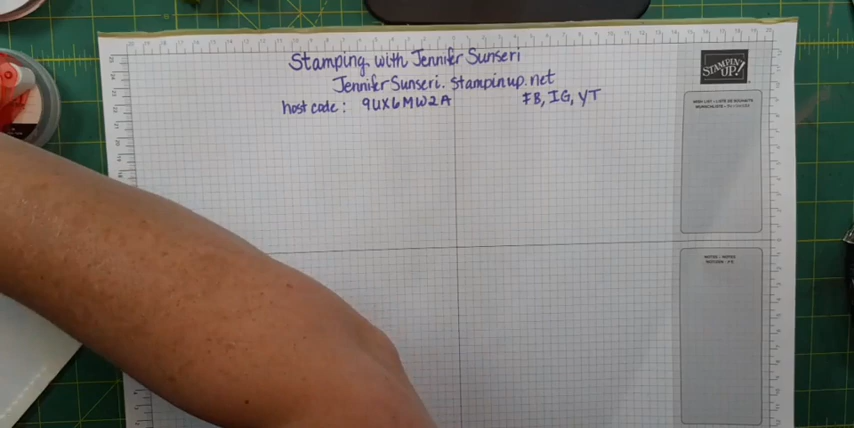 Stamping with Jennifer Sunseri
JenniferSunseri.stampinup.net
host code: 9UX6MW2A FB, IG, YT
STAMPIN' UP!